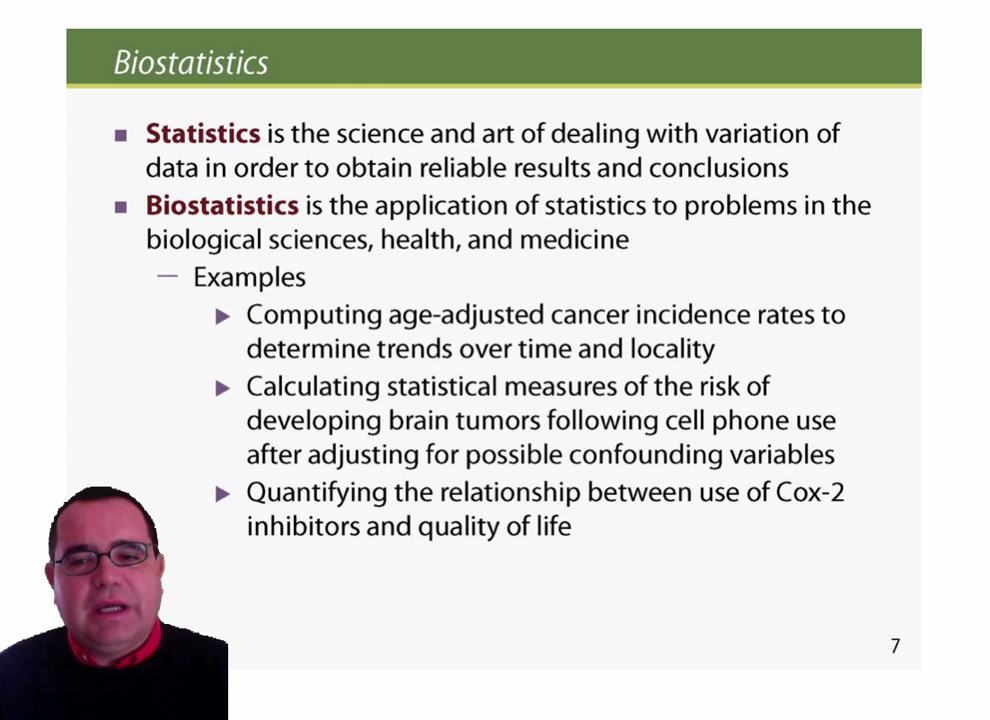 Biostatistics
Statistics is the science and art of dealing with variation of
data in order to obtain reliable results and conclusions
Biostatistics is the application of statistics to problems in the
biological sciences, health, and medicine
— Examples
Computing age-adjusted cancer incidence rates to
determine trends over time and locality
Calculating statistical measures of the risk of
developing brain tumors following cell phone use
after adjusting for possible confounding variables
Quantifying the relationship between use of Cox-2
inhibitors and quality of life
7